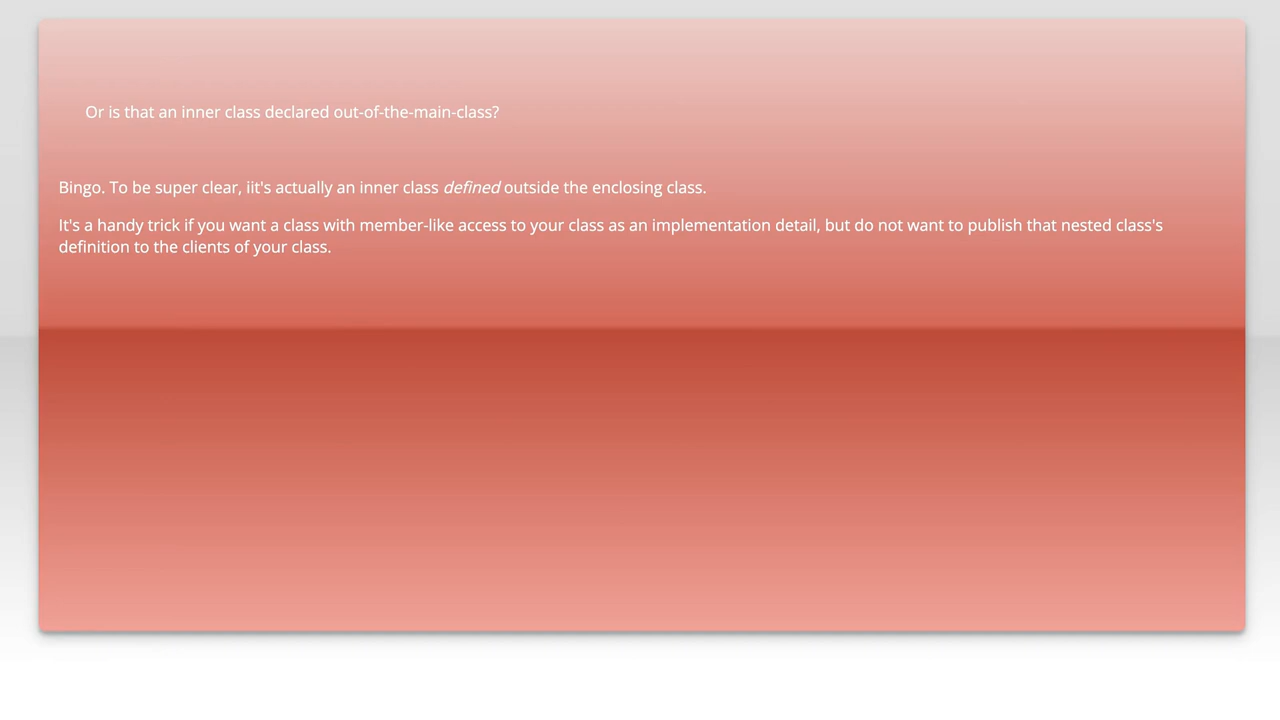 Or is that an inner class declared out-of-the-main-class?
Bingo. To be super clear, iit's actually an inner class defined outside the enclosing class.
It's a handy trick if you want a class with member-like access to your class as an implementation detail, but do not want to publish that nested class's
definition to the clients of your class.